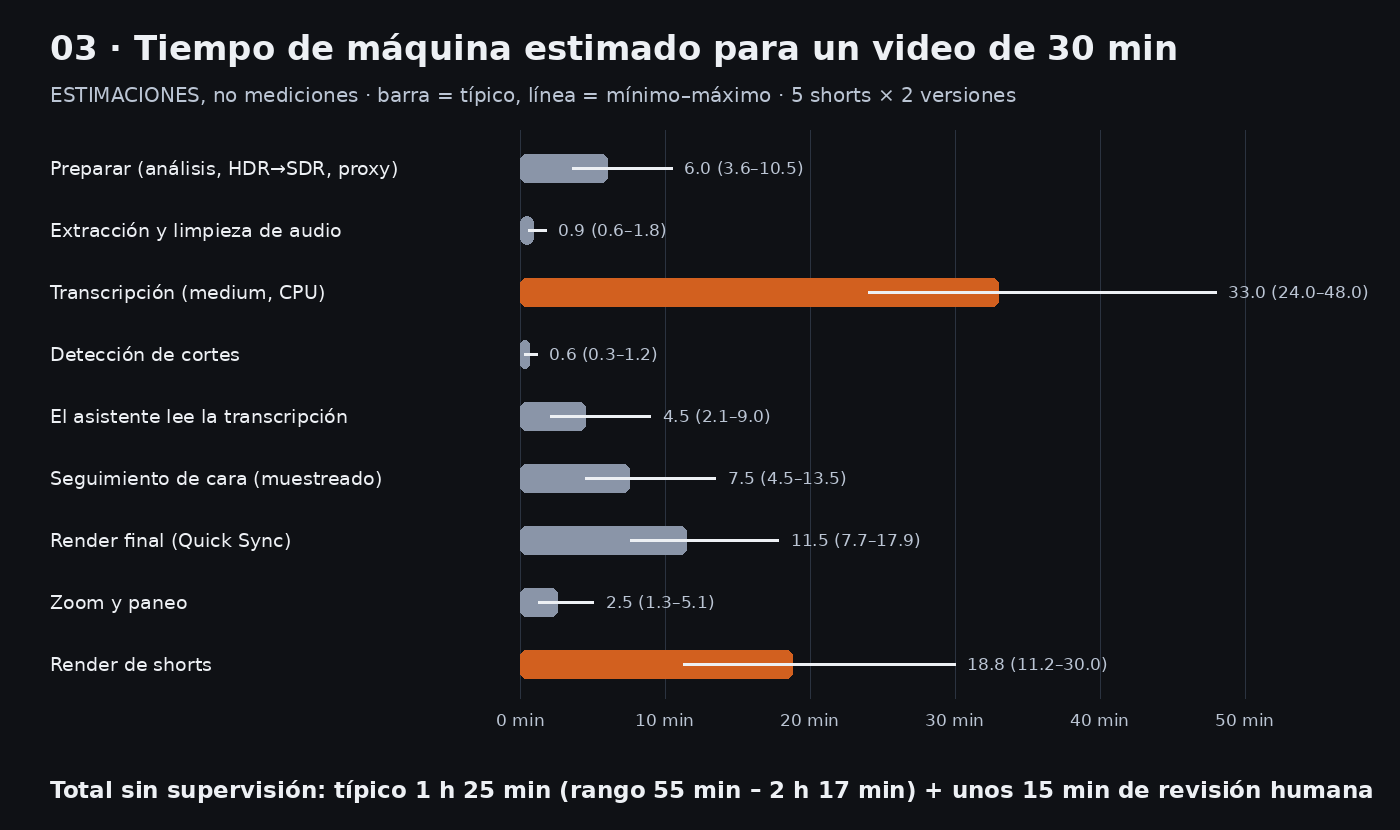 03 · Tiempo de máquina estimado para un video de 30 min
ESTIMACIONES, no mediciones · barra = típico, línea = mínimo–máximo · 5 shorts × 2 versiones
Preparar (análisis, HDR→SDR, proxy) 6.0 (3.6–10.5)
Extracción y limpieza de audio 0.9 (0.6–1.8)
Transcripción (medium, CPU) 33.0 (24.0–48.0)
Detección de cortes 0.6 (0.3–1.2)
El asistente lee la transcripción 4.5 (2.1–9.0)
Seguimiento de cara (muestreado) 7.5 (4.5–13.5)
Render final (Quick Sync) 11.5 (7.7–17.9)
Zoom y paneo 2.5 (1.3–5.1)
Render de shorts 18.8 (11.2–30.0)
0 min 10 min 20 min 30 min 40 min 50 min
Total sin supervisión: típico 1 h 25 min (rango 55 min – 2 h 17 min) + unos 15 min de revisión humana